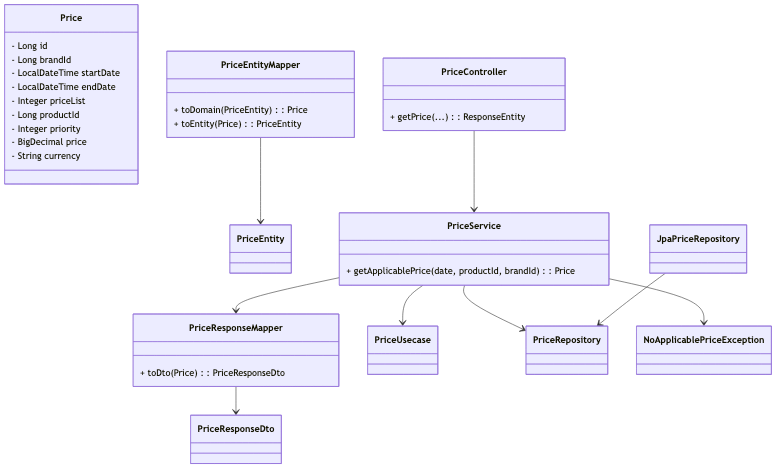 Price
- Long id
- Long brandId
- LocalDateTime startDate
- LocalDateTime endDate
- Integer priceList
- Long productId
- Integer priority
- BigDecimal price
- String currency
PriceEntityMapper
+ toDomain(PriceEntity) : : Price
+ toEntity(Price) : : PriceEntity
PriceController
+ getPrice(...) : : ResponseEntity
PriceEntity
PriceService
+ getApplicablePrice(date, productId, brandId) : : Price
JpaPriceRepository
PriceResponseMapper
+ toDto(Price) : : PriceResponseDto
PriceUsecase
PriceRepository
NoApplicablePriceException
PriceResponseDto